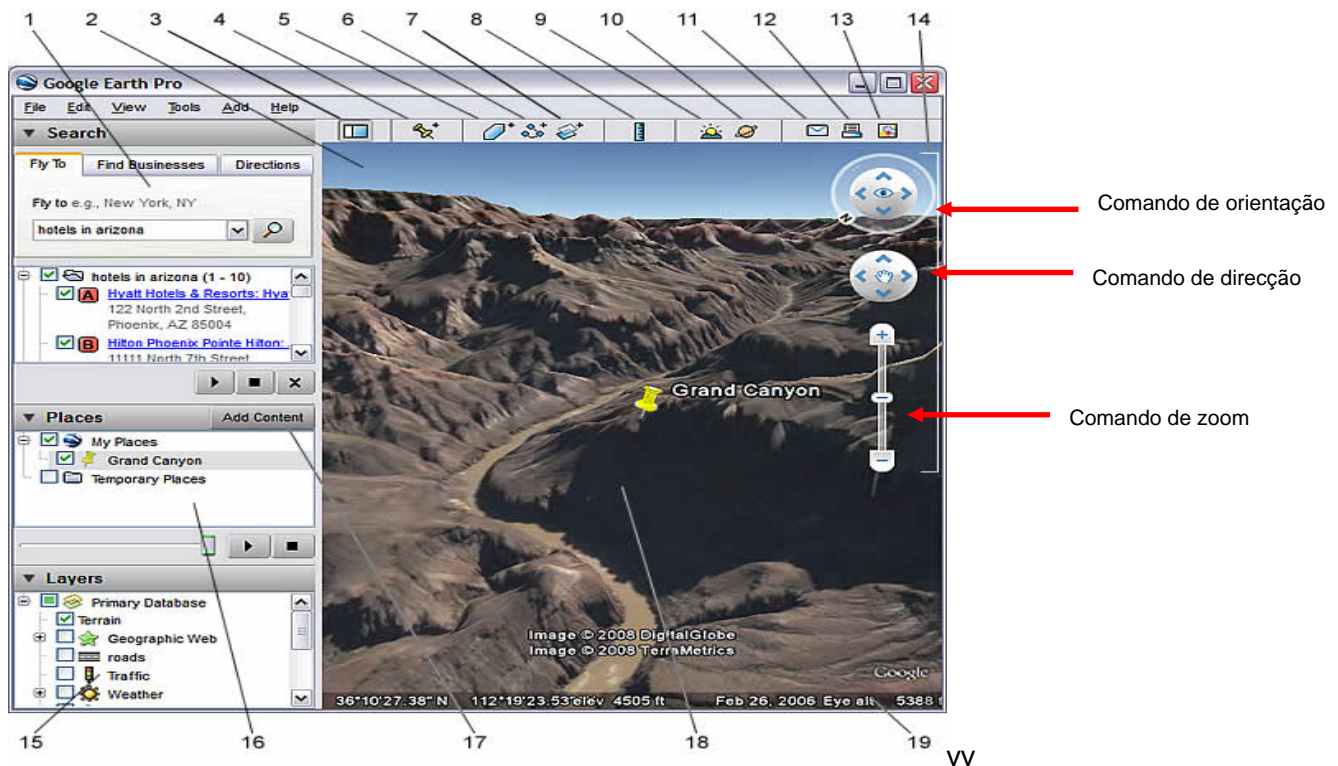 1 2 3 4 5 6 7 8 9 10 11 12 13 14
Google Earth Pro
File Edit View Tools Add Help
Search
Fly To Find Businesses Directions
Fly to e.g., New York, NY
hotels in arizona
hotels in arizona (1 - 10)
A Hyatt Hotels & Resorts: Hya
122 North 2nd Street,
Phoenix, AZ 85004
B Hilton Phoenix Pointe Hilton: ..
11111 North 7th Street
Places Add Content
My Places
Grand Canyon
Temporary Places
Layers
Primary Database
Terrain
Geographic Web
roads
Traffic
Weather
N
Grand Canyon
Image © 2008 DigitalGlobe
Image © 2008 TerraMetrics
Google
36°10'27.38" N 112°19'23.53" elev 4505 ft Feb 26, 2006 Eye alt 5388
Comando de orientação
Comando de direcção
Comando de zoom
15 16 17 18 19
vv